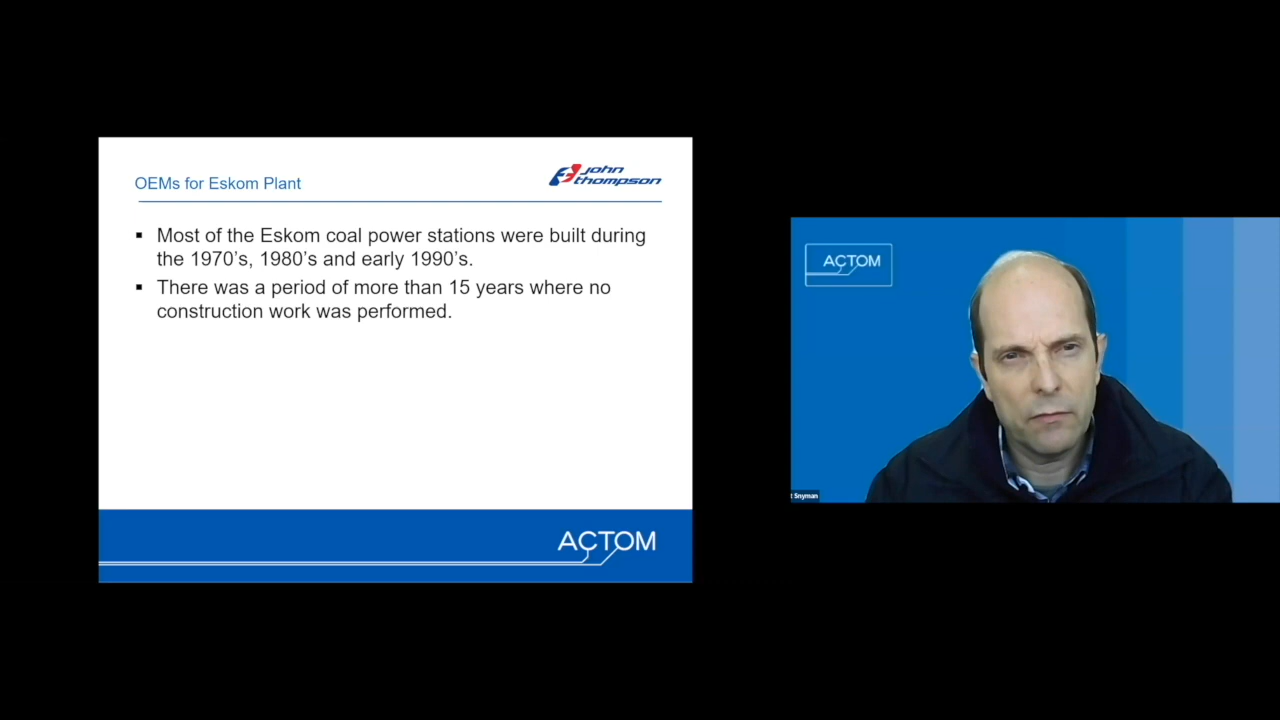 OEMs for Eskom Plant
john
thompson
▪ Most of the Eskom coal power stations were built during
the 1970's, 1980's and early 1990's.
▪ There was a period of more than 15 years where no
construction work was performed.
ACTOM
ACTOM
t Snyman